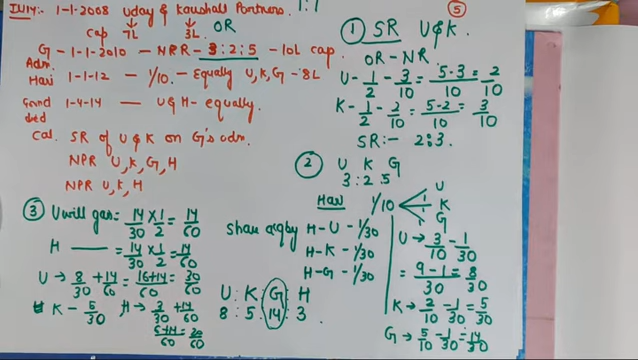 ILLY4: 1-1-2008 Uday & Kaushall Partners. 1:1
cap 7L 3L OR
G - 1-1-2010 - NPR - 3:2:5 - 10L cap
Adm.
Hari 1-1-12 - 1/10 - Equally U, K, G - 8L
Govind 1-4-14 - U & H - equally.
ded
Cal. SR of U & K on G's adm.
NPR U, K, G, H
NPR U, K, H
③ U will gain = 14/30 x 1/2 = 14/60
H —— = 14/30 x 1/2 = 14/60
U → 8/30 + 14/60 = 16+14/60 = 30/60
K - 5/30 H → 3/30 + 14/60
6+14/60 = 20/60
⑤
① SR U & K.
OR - NR.
U - 1/2 - 3/10 = 5-3/10 = 2/10
K - 1/2 - 2/10 = 5-2/10 = 3/10
SR:- 2:3.
② U K G
3:2:5
Hari 1/10 U K G
Share acq by H-U - 1/30
H-K - 1/30
H-G - 1/30
U → 3/10 - 1/30
= 9-1/30 = 8/30
K → 2/10 - 1/30 = 5/30
G → 5/10 - 1/30 = 14/30
U : K : G : H
8 : 5 : 14 : 3